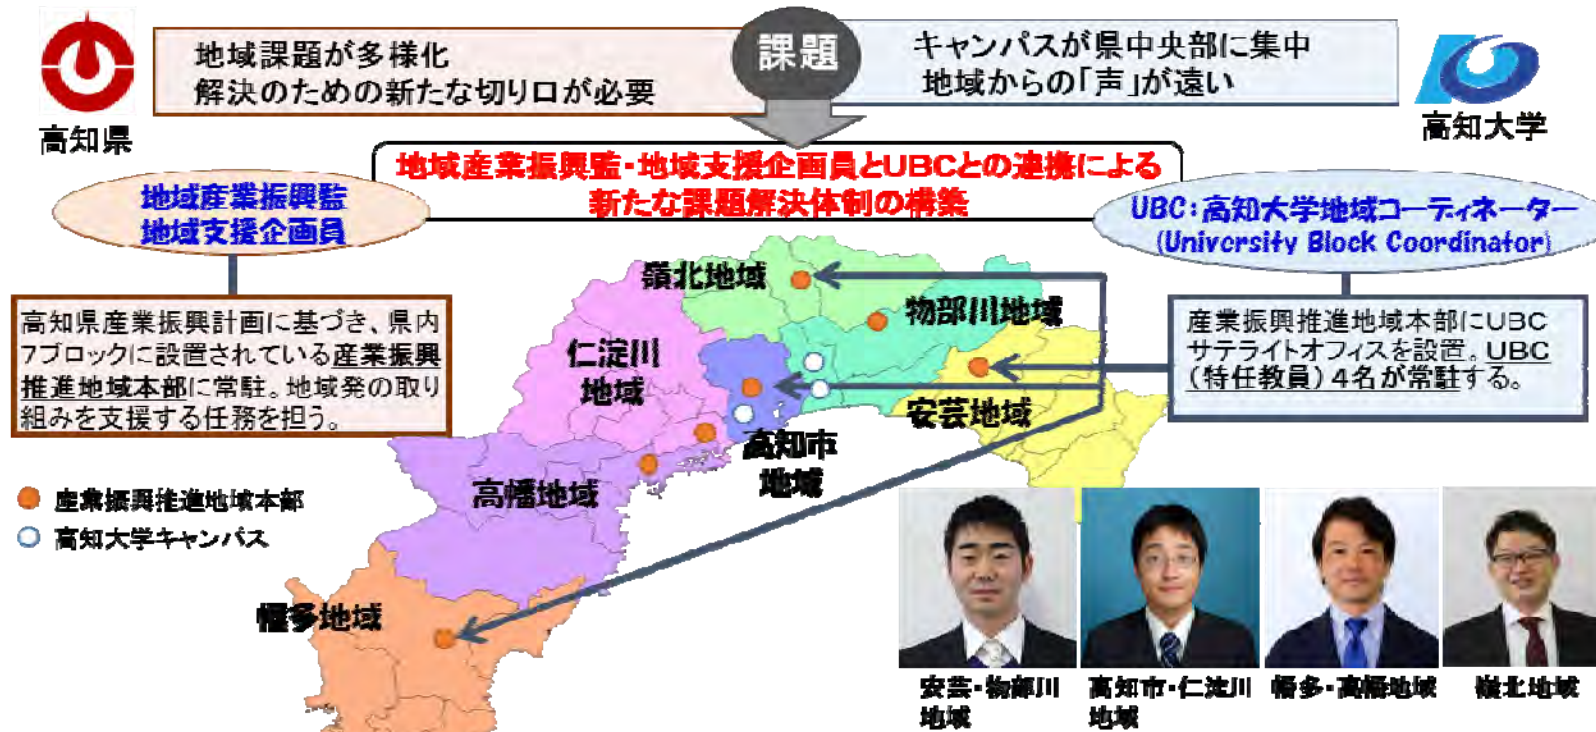 地域課題が多様化
解決のための新たな切り口が必要
課題
キャンパスが県中央部に集中
地域からの「声」が遠い
高知県
高知大学
地域産業振興監・地域支援企画員とUBCとの連携による
新たな課題解決体制の構築
地域産業振興監
地域支援企画員
UBC:高知大学地域コーディネーター
(University Block Coordinator)
高知県産業振興計画に基づき、県内
7ブロックに設置されている産業振興
推進地域本部に常駐。地域発の取り
組みを支援する任務を担う。
産業振興推進地域本部にUBC
サテライトオフィスを設置。UBC
(特任教員)4名が常駐する。
嶺北地域
物部川地域
仁淀川
地域
安芸地域
高知市
地域
高幡地域
幡多地域
産業振興推進地域本部
高知大学キャンパス
安芸・物部川
地域
高知市・仁淀川
地域
幡多・高幡地域
嶺北地域